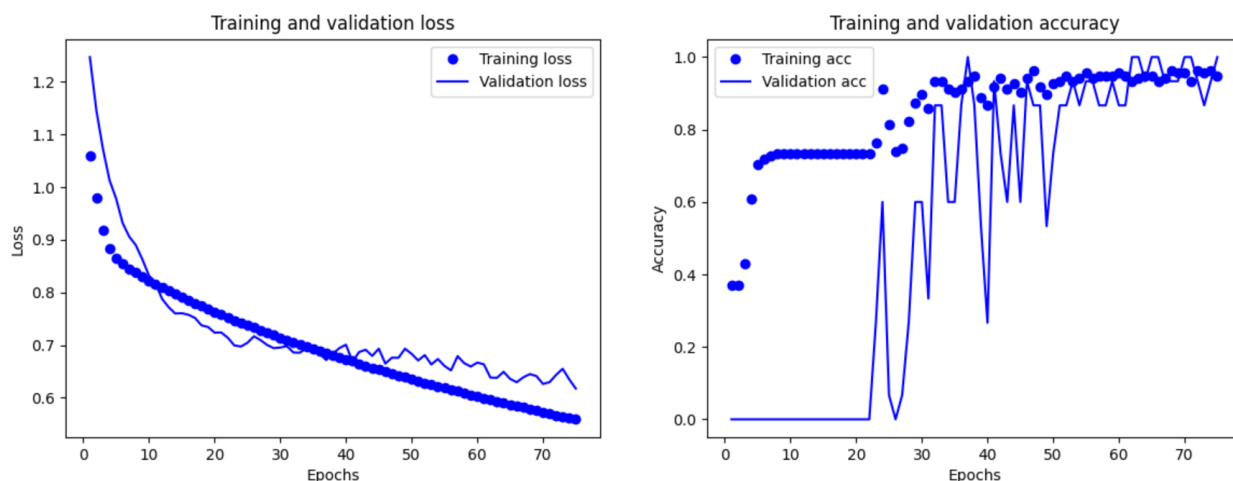 Training and validation loss
Training loss
Validation loss
1.2
1.1
1.0
0.9
0.8
0.7
0.6
Loss
0
10
20
30
40
50
60
70
Epochs
Training and validation accuracy
Training acc
Validation acc
1.0
0.8
0.6
0.4
0.2
0.0
Accuracy
0
10
20
30
40
50
60
70
Epochs